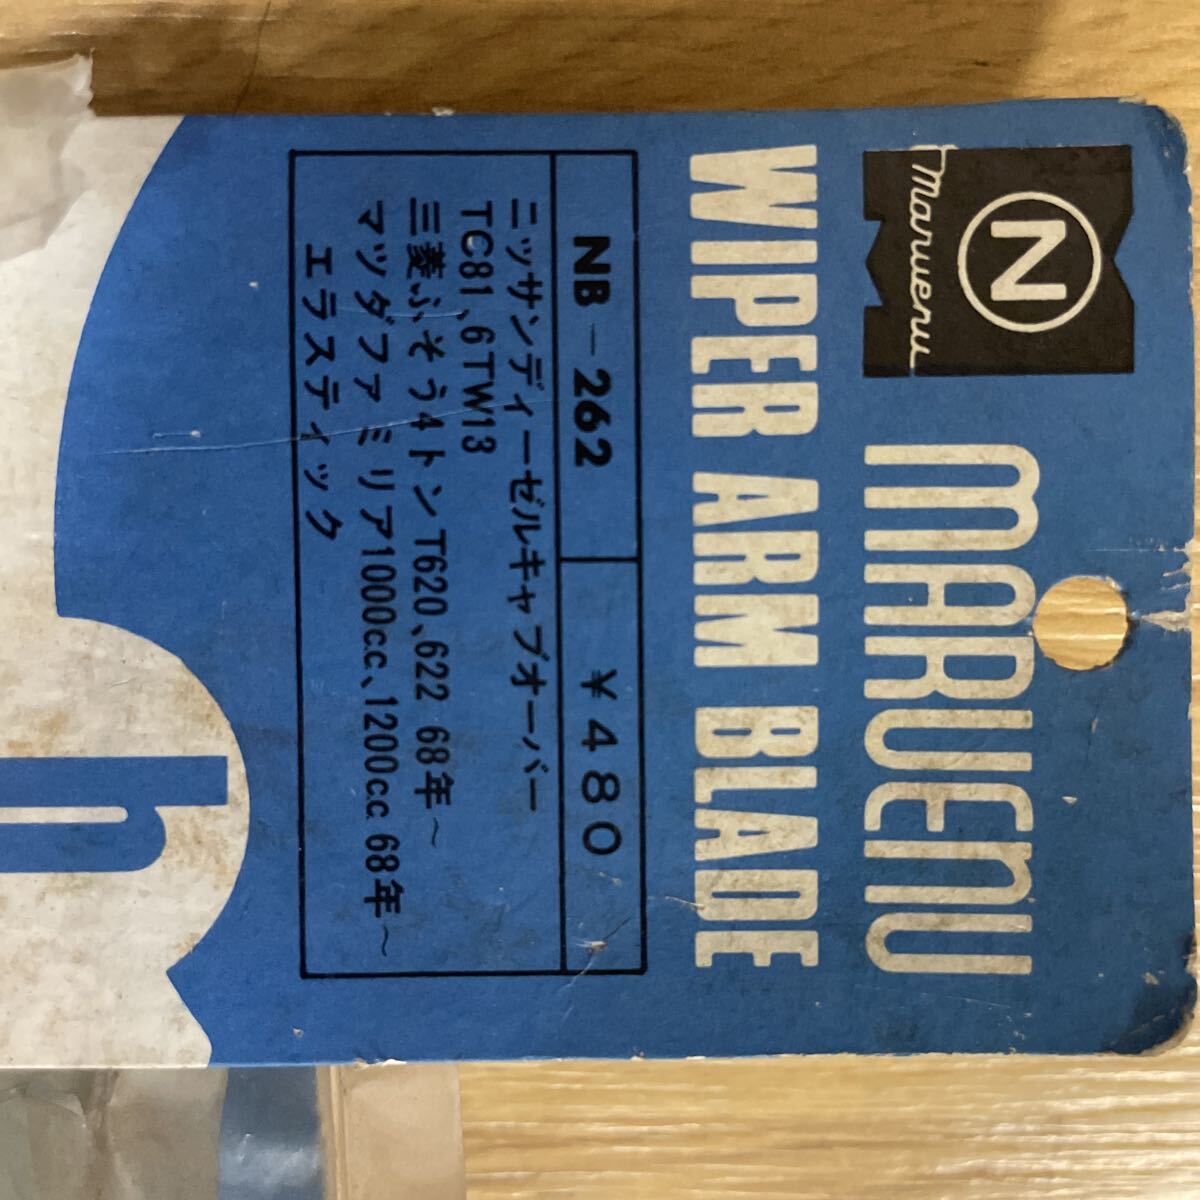 N
Maruenu
MARUENU
WIPER ARM BLADE
NB-262 ¥480
ニッサンディーゼルキャブオーバー
TC81、6TW13
三菱ふそう4トンT620、622 68年~
マツダファミリア1000cc、1200cc 68年~
エラスティック
h